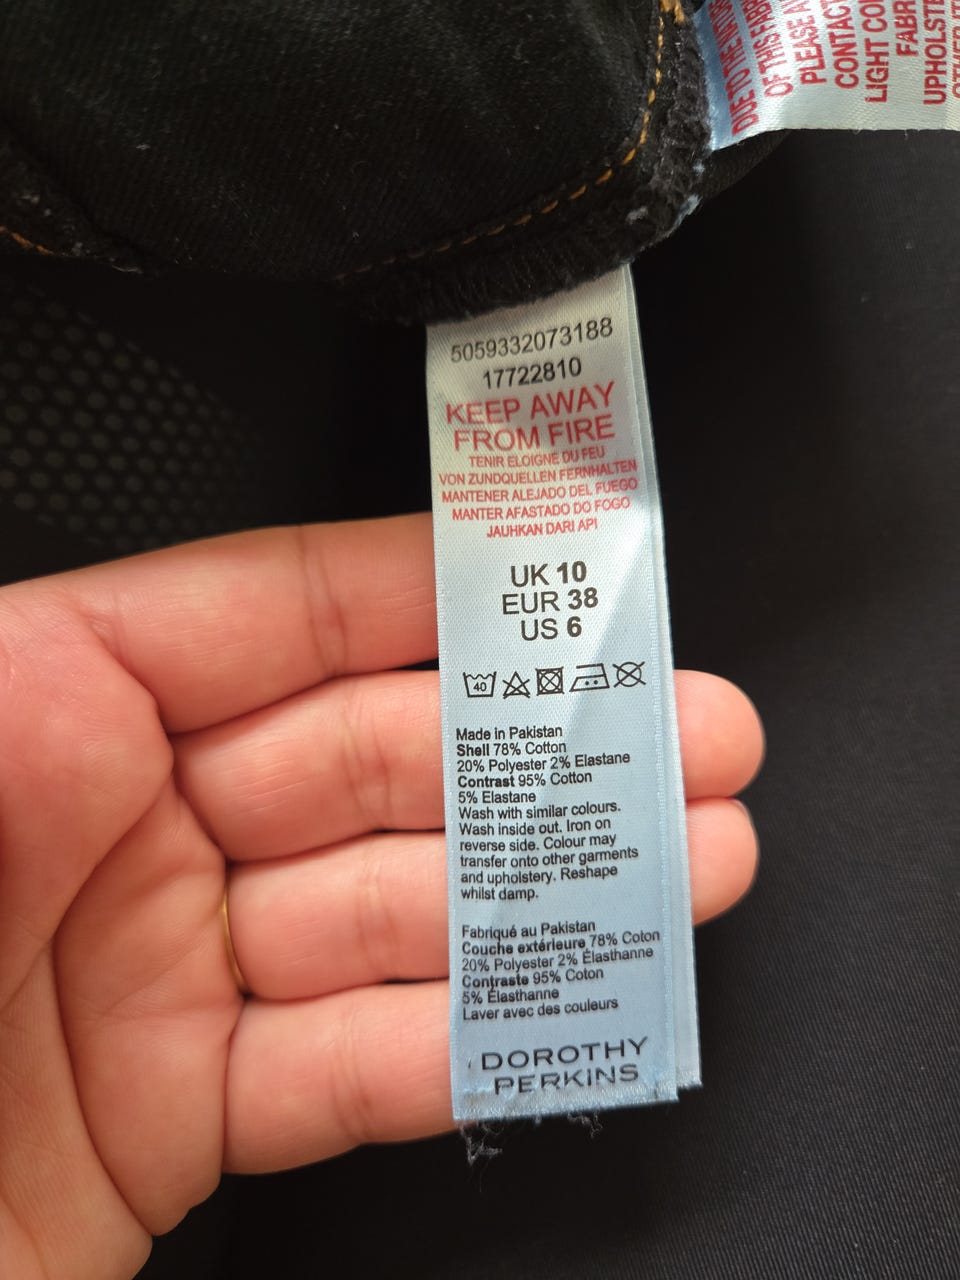 DUE TO THE
OF THIS FAB
PLEASE A
CONTACT
LIGHT CO
FABR
UPHOLSTE
5059332073188
17722810
KEEP AWAY
FROM FIRE
TENIR ELOIGNE DU FEU
VON ZUNDQUELLEN FERNHALTEN
MANTENER ALEJADO DEL FUEGO
MANTER AFASTADO DO FOGO
JAUHKAN DARI API
UK 10
EUR 38
US 6
40
Made in Pakistan
Shell 78% Cotton
20% Polyester 2% Elastane
Contrast 95% Cotton
5% Elastane
Wash with similar colours.
Wash inside out. Iron on
reverse side. Colour may
transfer onto other garments
and upholstery. Reshape
whilst damp.
Fabriqué au Pakistan
Couche extérieure 78% Coton
20% Polyester 2% Élasthanne
Contraste 95% Coton
5% Élasthanne
Laver avec des couleurs
DOROTHY
PERKINS